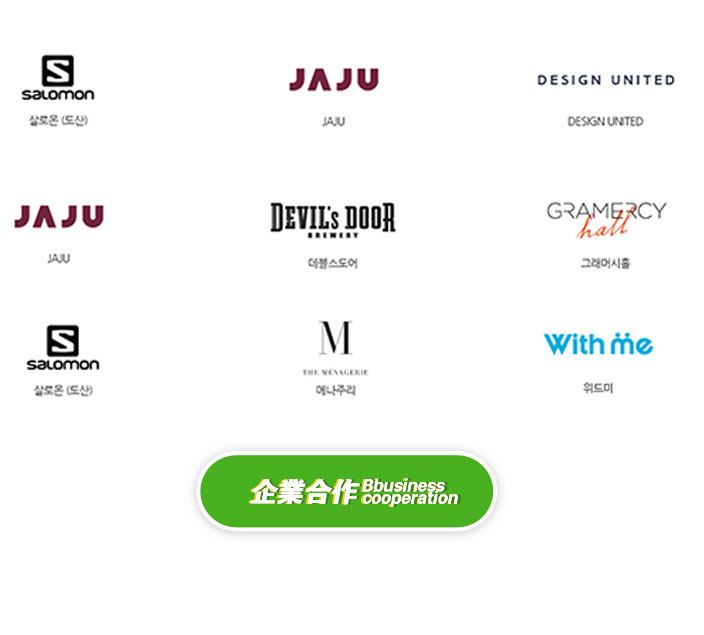 S
salomon
JAJU
DESIGN UNITED
살로몬 (도산)
JAJU
DESIGN UNITED
JAJU
DEVIL's DOOR
BREWERY
GRAMERCY
hall
JAJU
데블스도어
그래머시홀
S
salomon
M
THE MÉNAGERIE
With me
살로몬 (도산)
메나주리
위드미
企業合作 Bbusiness
cooperation